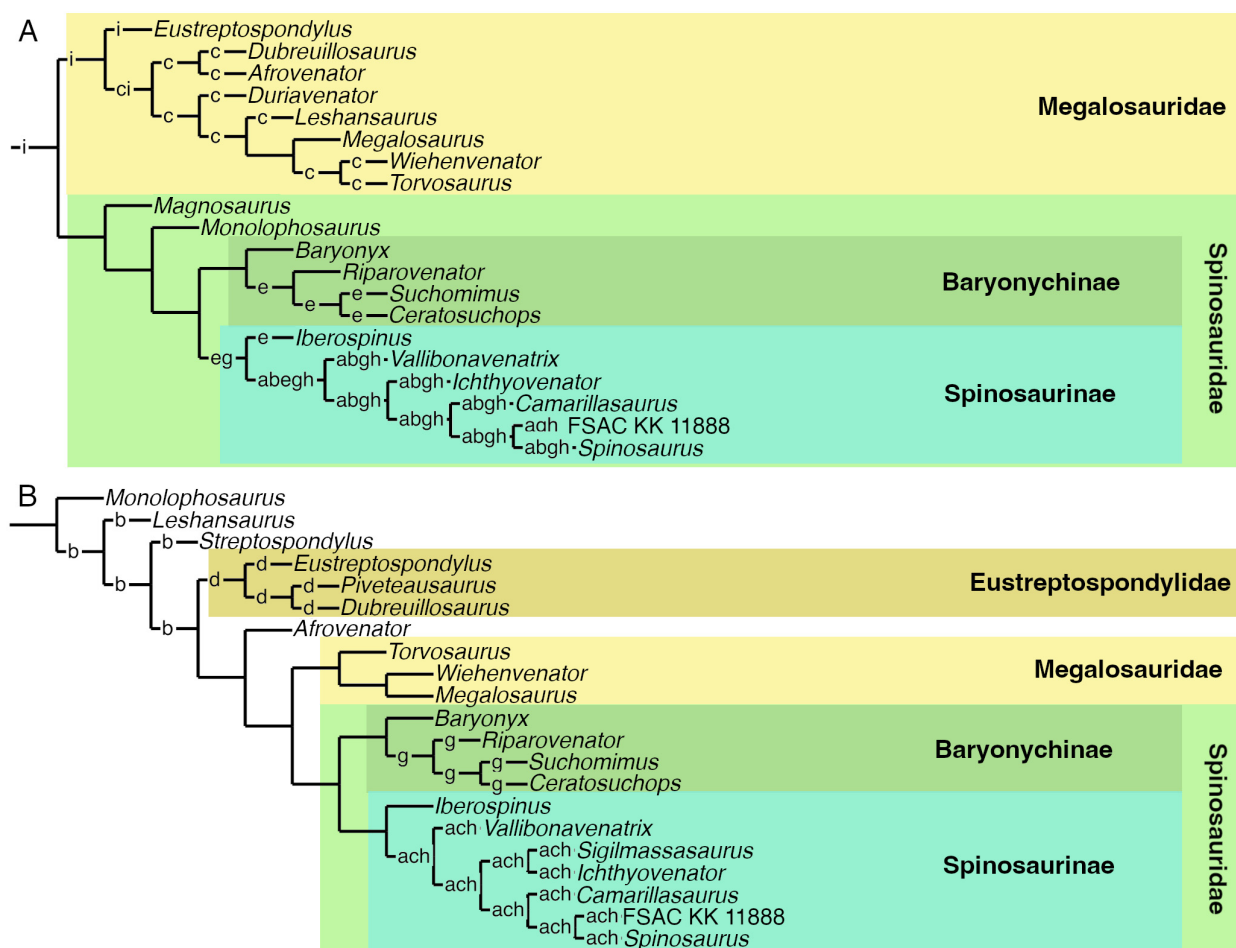 A
i
i
i
Eustreptospondylus
c
c
Dubreuillosaurus
c
Afrovenator
ci
c
c
Duriavenator
c
c
Leshansaurus
Megalosaurus
c
c
Wiehenvenator
c
Torvosaurus
Megalosauridae
Magnosaurus
Monolophosaurus
Baryonyx
e
Riparovenator
e
e
Suchomimus
e
Ceratosuchops
Baryonychinae
eg
e
Iberospinus
abegh
abgh
Vallibonavenatrix
abgh
abgh
Ichthyovenator
abgh
abgh
Camarillasaurus
abgh
agh
FSAC KK 11888
abgh
Spinosaurus
Spinosaurinae
Spinosauridae
B
Monolophosaurus
b
b
Leshansaurus
b
b
Streptospondylus
b
d
d
Eustreptospondylus
d
d
Piveteausaurus
d
Dubreuillosaurus
Eustreptospondylidae
Afrovenator
Torvosaurus
Wiehenvenator
Megalosaurus
Megalosauridae
Baryonyx
g
g
Riparovenator
g
g
Suchomimus
g
Ceratosuchops
Baryonychinae
Iberospinus
ach
ach
Vallibonavenatrix
ach
ach
ach
Sigilmassasaurus
ach
Ichthyovenator
ach
ach
Camarillasaurus
ach
ach
FSAC KK 11888
ach
Spinosaurus
Spinosaurinae
Spinosauridae